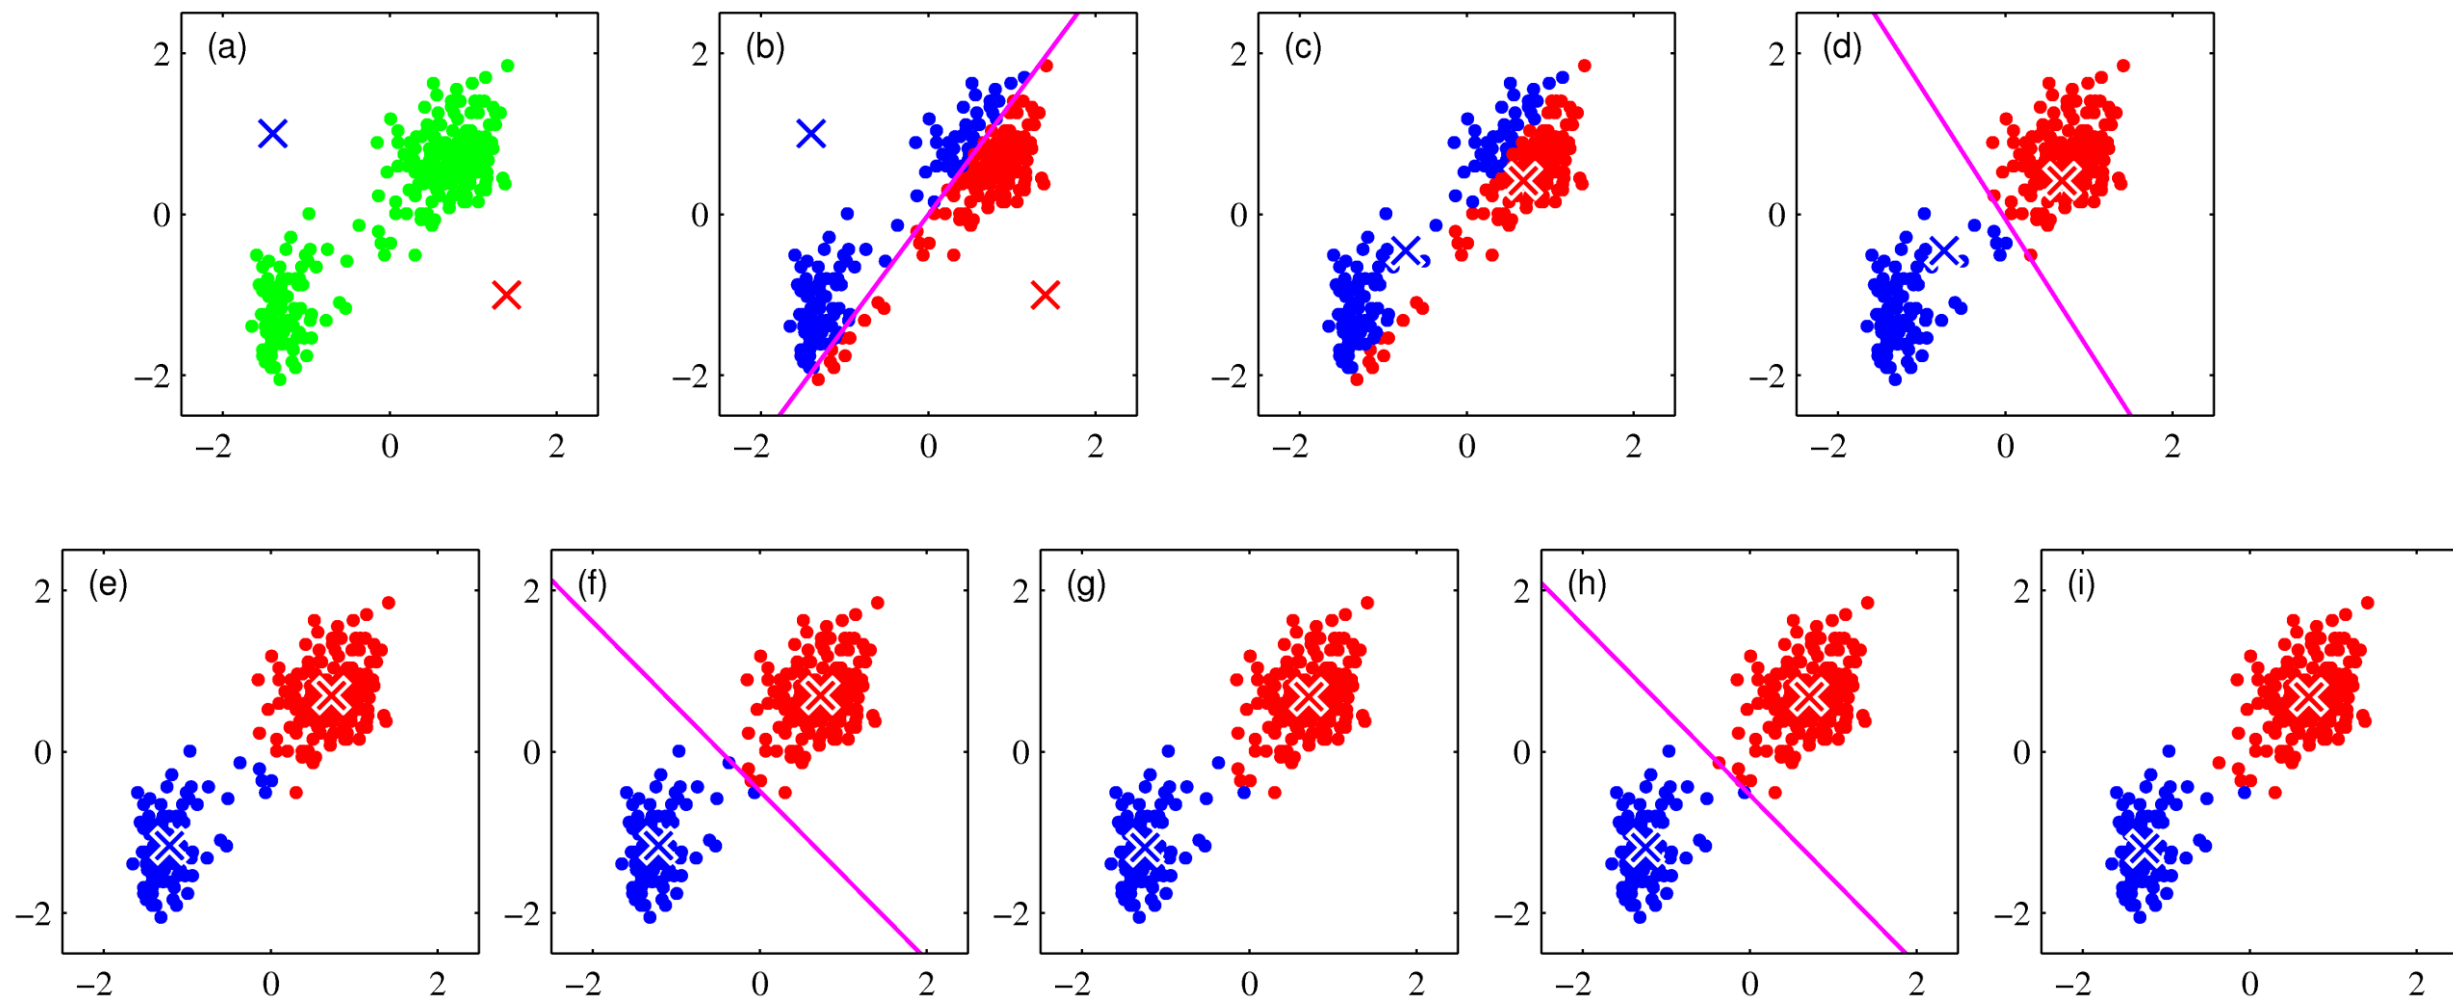 (a) (b) (c) (d)
2 2 2 2
0 0 0 0
−2 −2 −2 −2
−2 0 2 −2 0 2 −2 0 2 −2 0 2
(e) (f) (g) (h) (i)
2 2 2 2 2
0 0 0 0 0
−2 −2 −2 −2 −2
−2 0 2 −2 0 2 −2 0 2 −2 0 2 −2 0 2